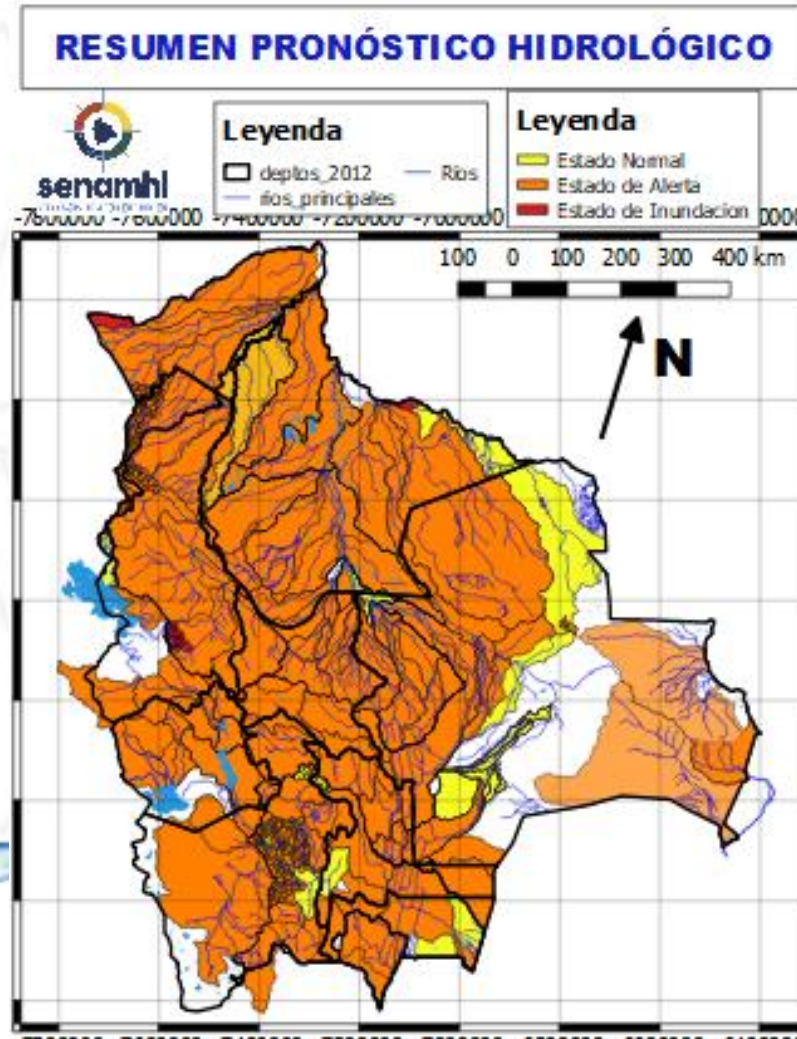 RESUMEN PRONÓSTICO HIDROLÓGICO
senamhi
Leyenda
deptos_2012
Rios
rios_principales
Leyenda
Estado Normal
Estado de Alerta
Estado de Inundacion
-7800000 -7600000 -7400000 -7200000 -7000000
100 0 100 200 300 400 km
N